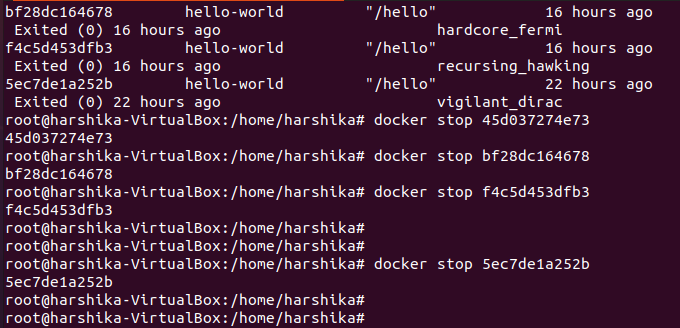 bf28dc164678 hello-world "/hello" 16 hours ago
Exited (0) 16 hours ago hardcore_fermi
f4c5d453dfb3 hello-world "/hello" 16 hours ago
Exited (0) 16 hours ago recursing_hawking
5ec7de1a252b hello-world "/hello" 22 hours ago
Exited (0) 22 hours ago vigilant_dirac
root@harshika-VirtualBox:/home/harshika# docker stop 45d037274e73
45d037274e73
root@harshika-VirtualBox:/home/harshika# docker stop bf28dc164678
bf28dc164678
root@harshika-VirtualBox:/home/harshika# docker stop f4c5d453dfb3
f4c5d453dfb3
root@harshika-VirtualBox:/home/harshika#
root@harshika-VirtualBox:/home/harshika#
root@harshika-VirtualBox:/home/harshika# docker stop 5ec7de1a252b
5ec7de1a252b
root@harshika-VirtualBox:/home/harshika#
root@harshika-VirtualBox:/home/harshika#